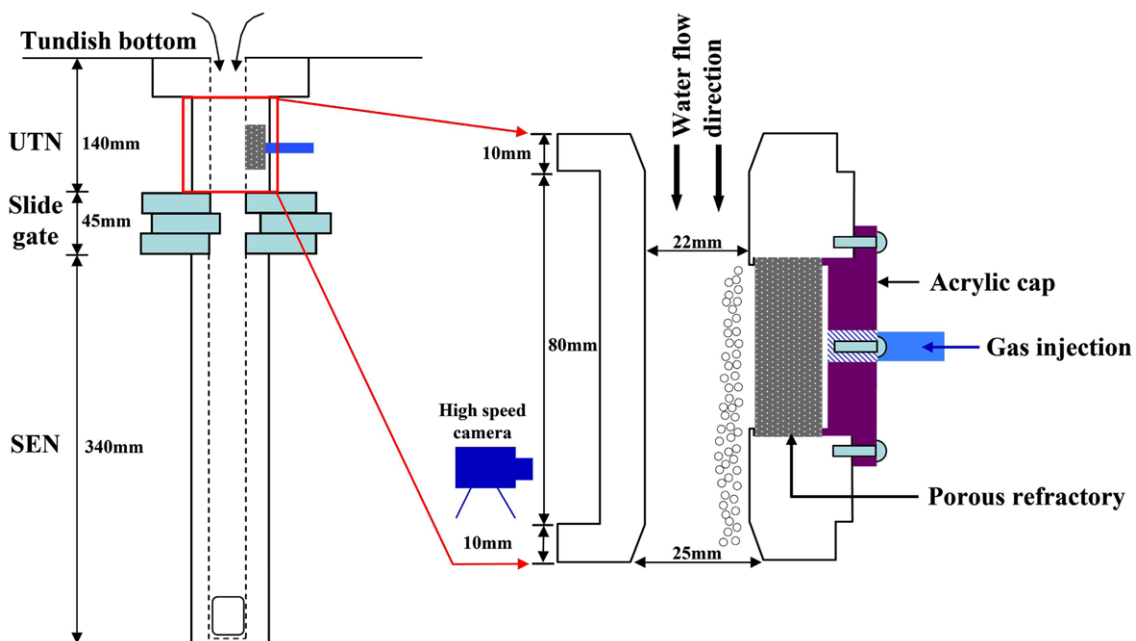 Tundish bottom
UTN
140mm
Slide
gate
45mm
SEN
340mm
Water flow
direction
10mm
22mm
80mm
High speed
camera
10mm
25mm
Acrylic cap
Gas injection
Porous refractory